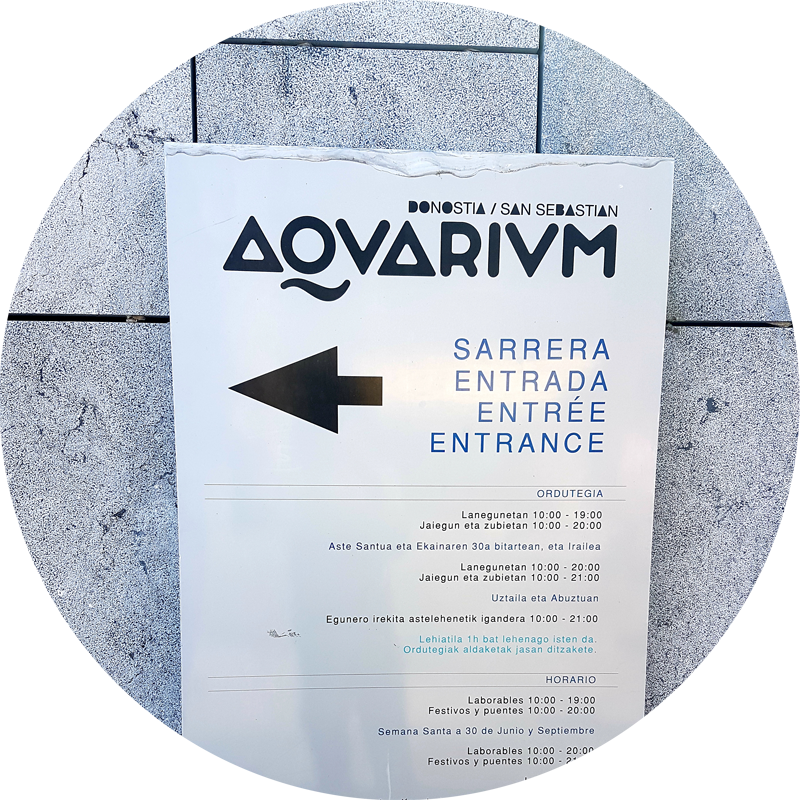 DONOSTIA / SAN SEBASTIAN
AQVARIVM
SARRERA
ENTRADA
ENTRÉE
ENTRANCE
ORDUTEGIA
Lanegunetan 10:00 - 19:00
Jaiegun eta zubietan 10:00 - 20:00
Aste Santua eta Ekainaren 30a bitartean, eta Irailea
Lanegunetan 10:00 - 20:00
Jaiegun eta zubietan 10:00 - 21:00
Uztaila eta Abuztuan
Egunero irekita astelehenetik igandera 10:00 - 21:00
Lehiatila 1h bat lehenago isten da.
Ordutegiak aldaketak jasan ditzakete.
HORARIO
Laborables 10:00 - 19:00
Festivos y puentes 10:00 - 20:00
Semana Santa a 30 de Junio y Septiembre
Laborables 10:00 - 20:00
Festivos y puentes 10:00 -